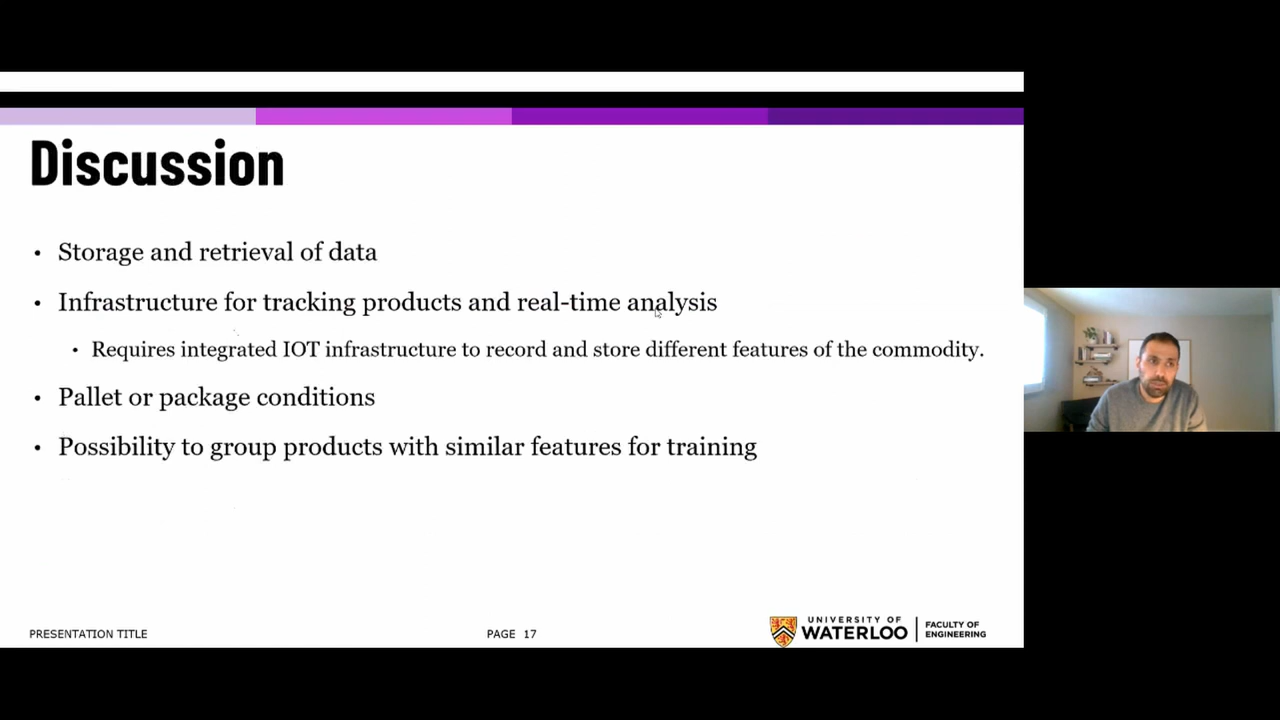 Discussion
• Storage and retrieval of data
• Infrastructure for tracking products and real-time analysis
• Requires integrated IOT infrastructure to record and store different features of the commodity.
• Pallet or package conditions
• Possibility to group products with similar features for training
PRESENTATION TITLE
PAGE 17
UNIVERSITY OF
WATERLOO
FACULTY OF
ENGINEERING